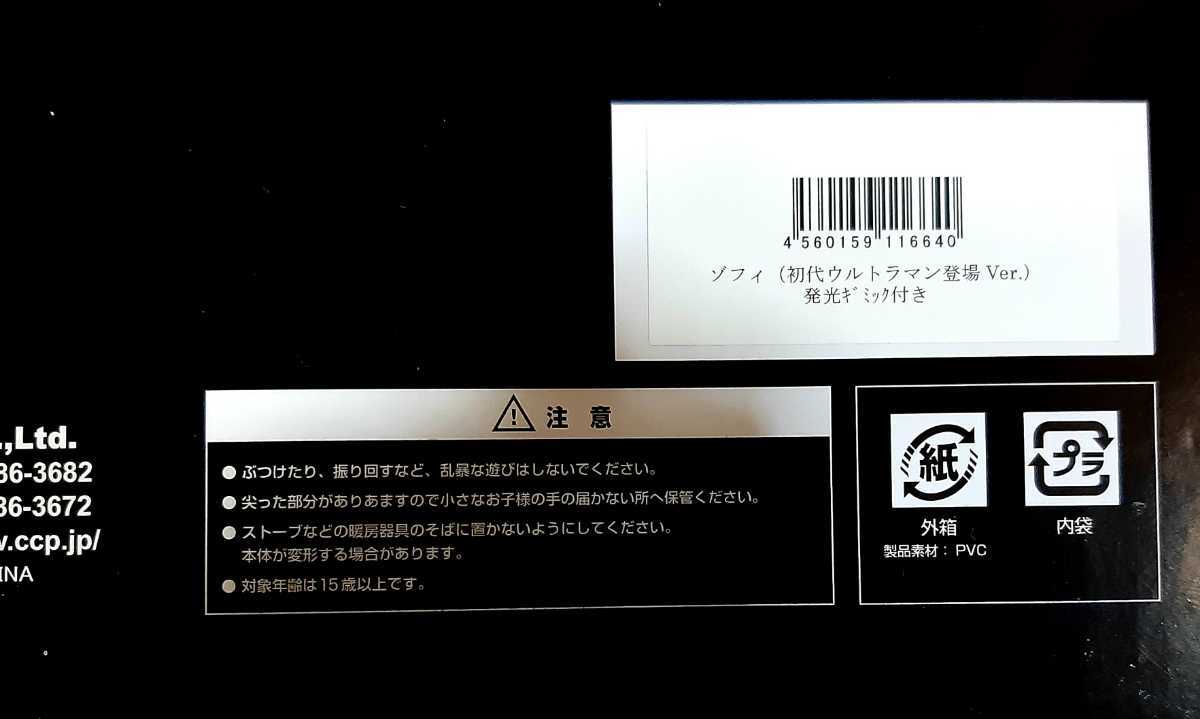 4 560159 116640
ゾフィ（初代ウルトラマン登場 Ver.）
発光ｷﾞﾐｯｸ付き
.,Ltd.
86-3682
86-3672
w.ccp.jp/
INA
注 意
● ぶつけたり、振り回すなど、乱暴な遊びはしないでください。
● 尖った部分がありあますので小さなお子様の手の届かない所へ保管ください。
● ストーブなどの暖房器具のそばに置かないようにしてください。
本体が変形する場合があります。
● 対象年齢は15歳以上です。
紙
外箱
製品素材：PVC
プラ
内袋